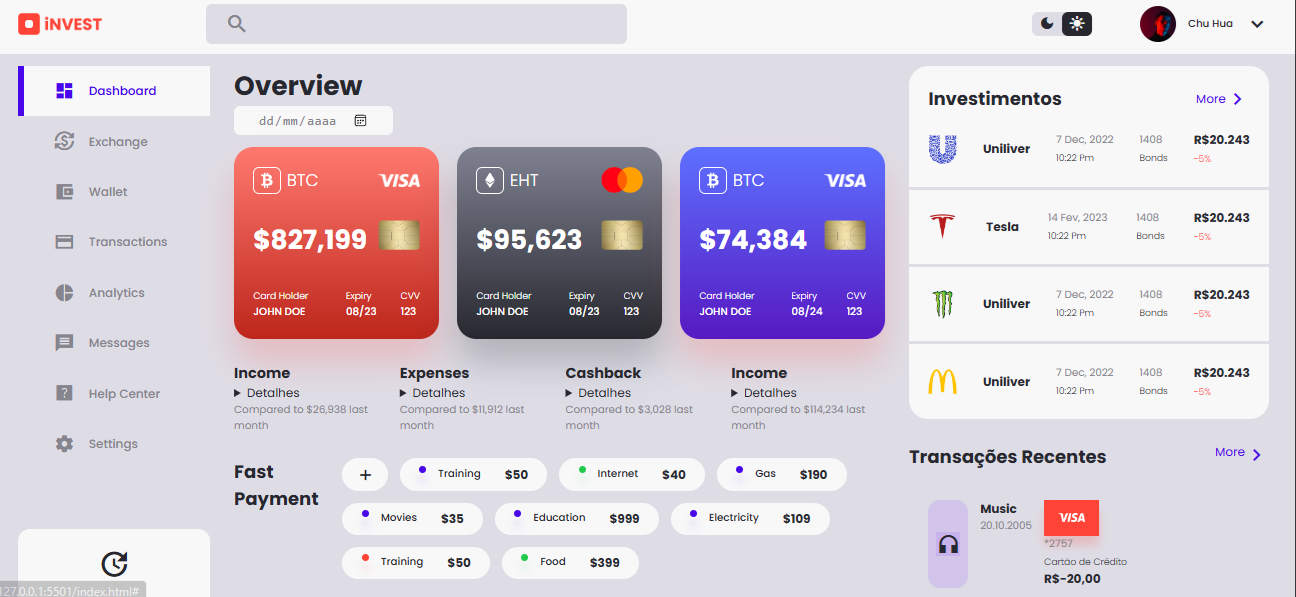 iNVEST
Chu Hua
Dashboard
Exchange
Wallet
Transactions
Analytics
Messages
Help Center
Settings
127.0.0.1:5501/index.html#
Overview
dd/mm/aaaa
BTC VISA
$827,199
Card Holder Expiry CVV
JOHN DOE 08/23 123
EHT
$95,623
Card Holder Expiry CVV
JOHN DOE 08/23 123
BTC VISA
$74,384
Card Holder Expiry CVV
JOHN DOE 08/24 123
Income
Detalhes
Compared to $26,938 last
month
Expenses
Detalhes
Compared to $11,912 last
month
Cashback
Detalhes
Compared to $3,028 last
month
Income
Detalhes
Compared to $114,234 last
month
Fast
Payment
+
Training $50
Internet $40
Gas $190
Movies $35
Education $999
Electricity $109
Training $50
Food $399
Investimentos More
Uniliver 7 Dec, 2022 1408 R$20.243
10:22 Pm Bonds -5%
Tesla 14 Fev, 2023 1408 R$20.243
10:22 Pm Bonds -5%
Uniliver 7 Dec, 2022 1408 R$20.243
10:22 Pm Bonds -5%
Uniliver 7 Dec, 2022 1408 R$20.243
10:22 Pm Bonds -5%
Transações Recentes More
Music
20.10.2005
VISA
*2757
Cartão de Crédito
R$-20,00